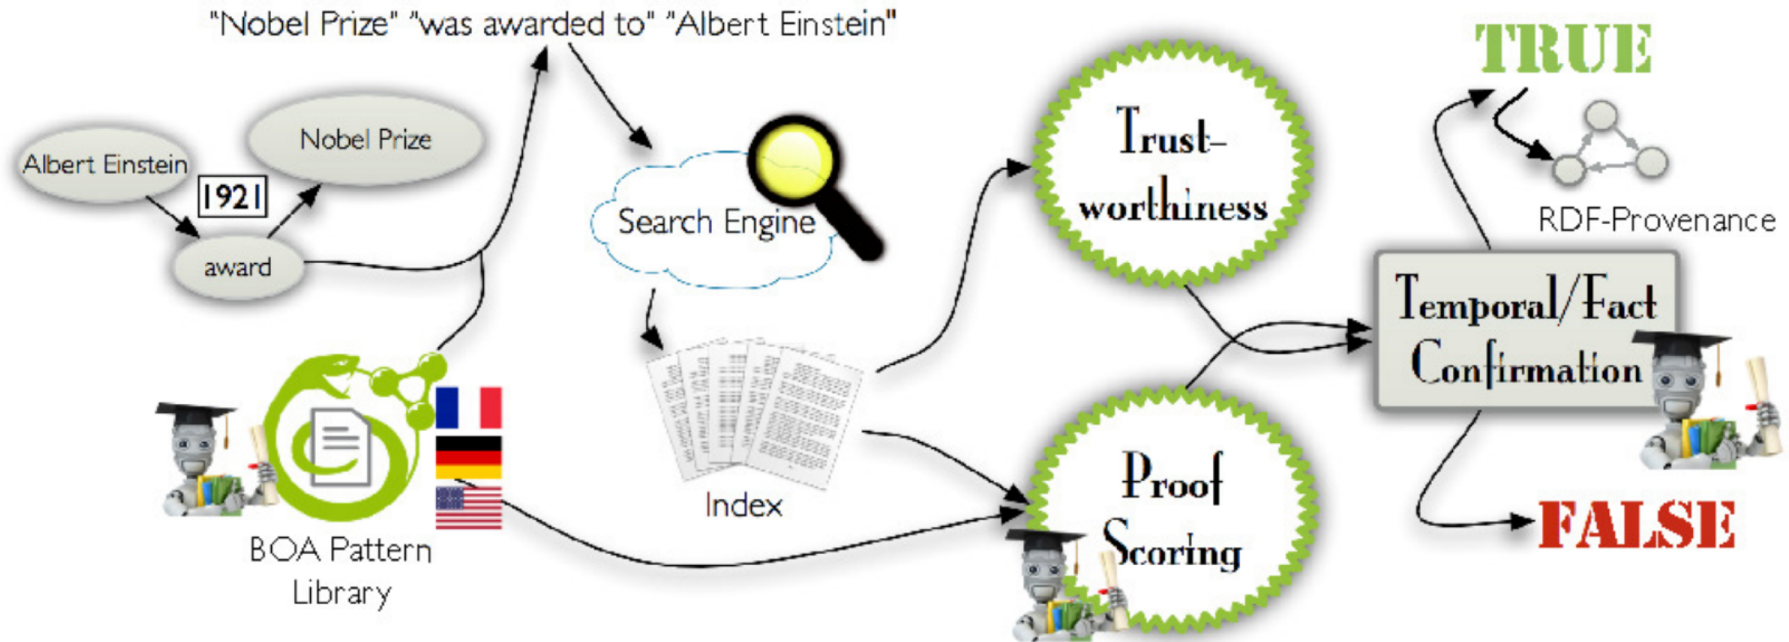 "Nobel Prize" "was awarded to" "Albert Einstein"
Albert Einstein
1921
Nobel Prize
award
BOA Pattern
Library
Search Engine
Index
Trust-
worthiness
Proof
Scoring
Temporal/Fact
Confirmation
TRUE
RDF-Provenance
FALSE